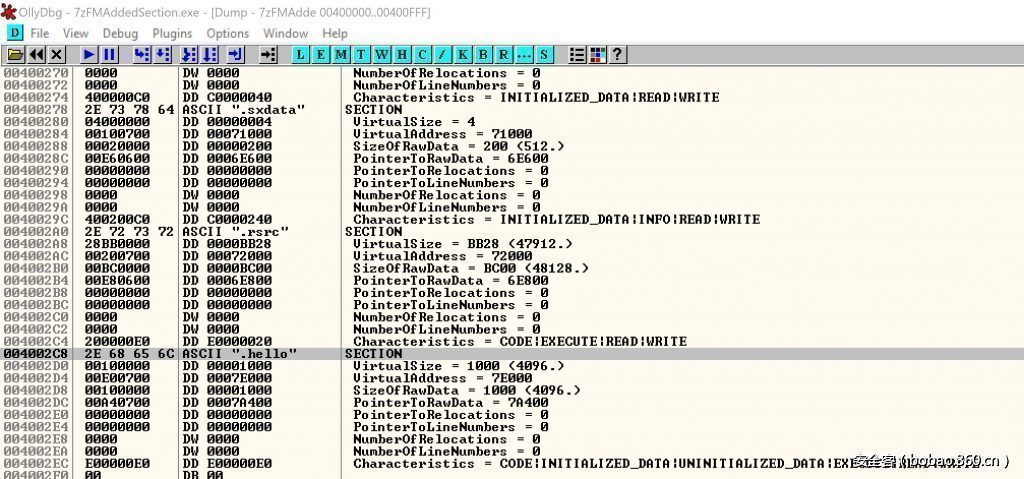 OllyDbg - 7zFMAddedSection.exe - [Dump - 7zFMAdde 00400000..00400FFF]
D File View Debug Plugins Options Window Help
L E M T W H C / K B R ... S ?
00400270 0000 DW 0000 NumberOfRelocations = 0
00400272 0000 DW 0000 NumberOfLineNumbers = 0
00400274 400000C0 DD C0000040 Characteristics = INITIALIZED_DATA|READ|WRITE
00400278 2E 73 78 64 ASCII ".sxdata" SECTION
00400280 04000000 DD 00000004 VirtualSize = 4
00400284 00100700 DD 00071000 VirtualAddress = 71000
00400288 00020000 DD 00000200 SizeOfRawData = 200 (512.)
0040028C 00E60600 DD 0006E600 PointerToRawData = 6E600
00400290 00000000 DD 00000000 PointerToRelocations = 0
00400294 00000000 DD 00000000 PointerToLineNumbers = 0
00400298 0000 DW 0000 NumberOfRelocations = 0
0040029A 0000 DW 0000 NumberOfLineNumbers = 0
0040029C 400200C0 DD C0000240 Characteristics = INITIALIZED_DATA|INFO|READ|WRITE
004002A0 2E 72 73 72 ASCII ".rsrc" SECTION
004002A8 28BB0000 DD 0000BB28 VirtualSize = BB28 (47912.)
004002AC 00200700 DD 00072000 VirtualAddress = 72000
004002B0 00BC0000 DD 0000BC00 SizeOfRawData = BC00 (48128.)
004002B4 00E80600 DD 0006E800 PointerToRawData = 6E800
004002B8 00000000 DD 00000000 PointerToRelocations = 0
004002BC 00000000 DD 00000000 PointerToLineNumbers = 0
004002C0 0000 DW 0000 NumberOfRelocations = 0
004002C2 0000 DW 0000 NumberOfLineNumbers = 0
004002C4 200000E0 DD E0000020 Characteristics = CODE|EXECUTE|READ|WRITE
004002C8 2E 68 65 6C ASCII ".hello" SECTION
004002D0 00100000 DD 00001000 VirtualSize = 1000 (4096.)
004002D4 00E00700 DD 0007E000 VirtualAddress = 7E000
004002D8 00100000 DD 00001000 SizeOfRawData = 1000 (4096.)
004002DC 00A40700 DD 0007A400 PointerToRawData = 7A400
004002E0 00000000 DD 00000000 PointerToRelocations = 0
004002E4 00000000 DD 00000000 PointerToLineNumbers = 0
004002E8 0000 DW 0000 NumberOfRelocations = 0
004002EA 0000 DW 0000 NumberOfLineNumbers = 0
004002EC E00000E0 DD E00000E0 Characteristics = CODE|INITIALIZED_DATA|UNINITIALIZED_DATA|EXECUTE|READ|WRITE
004002F0 00 DB 00
安全客 ( bobao.360.cn )